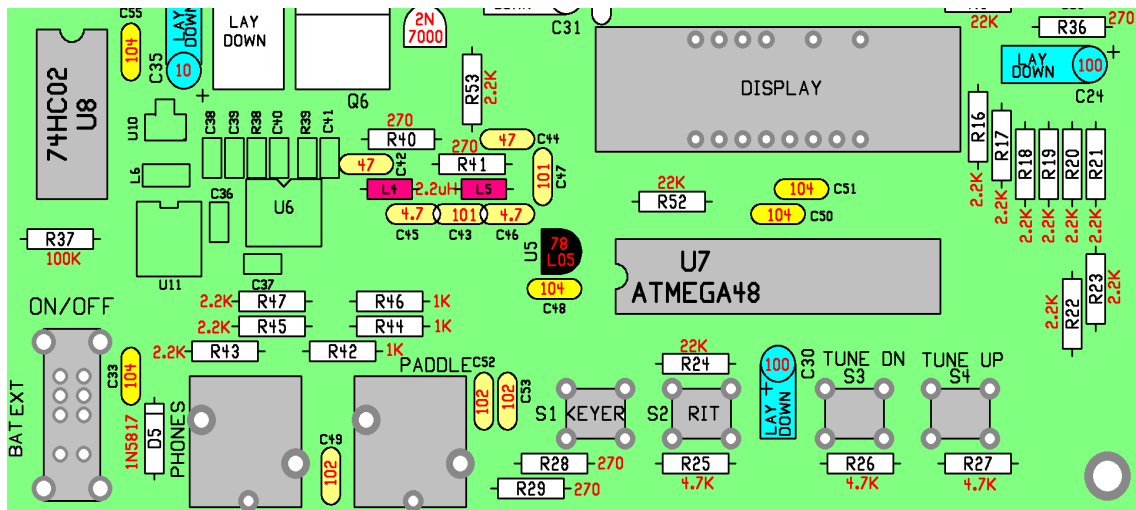 C55
104
LAY
DOWN
C35
10
+
LAY
DOWN
Q6
2N
7000
C31
22K
R36
270
LAY
DOWN
100
+
C24
74HC02
U8
U10
L6
C38
C39
R38
C40
R39
C41
C36
U6
U11
C37
R37
100K
270
R40
47
C42
R53
2.2K
47
C44
270
R41
101
C47
L4
2.2uH
L5
4.7
101
4.7
C45
C43
C46
U5
78
L05
104
C48
DISPLAY
22K
R52
104
C51
104
C50
U7
ATMEGA48
R16
2.2K
R17
2.2K
R18
2.2K
R19
2.2K
R20
2.2K
R21
2.2K
R22
2.2K
R23
2.2K
2.2K
R47
R46
1K
2.2K
R45
R44
1K
2.2K
R43
R42
1K
ON/OFF
BATEXT
C33
104
1N5817
D5
PHONES
C49
102
PADDLE
C52
102
102
C53
S1
KEYER
S2
RIT
22K
R24
100
C30
+
LAY
DOWN
TUNE DN
S3
TUNE UP
S4
R28
270
R29
270
R25
4.7K
R26
4.7K
R27
4.7K